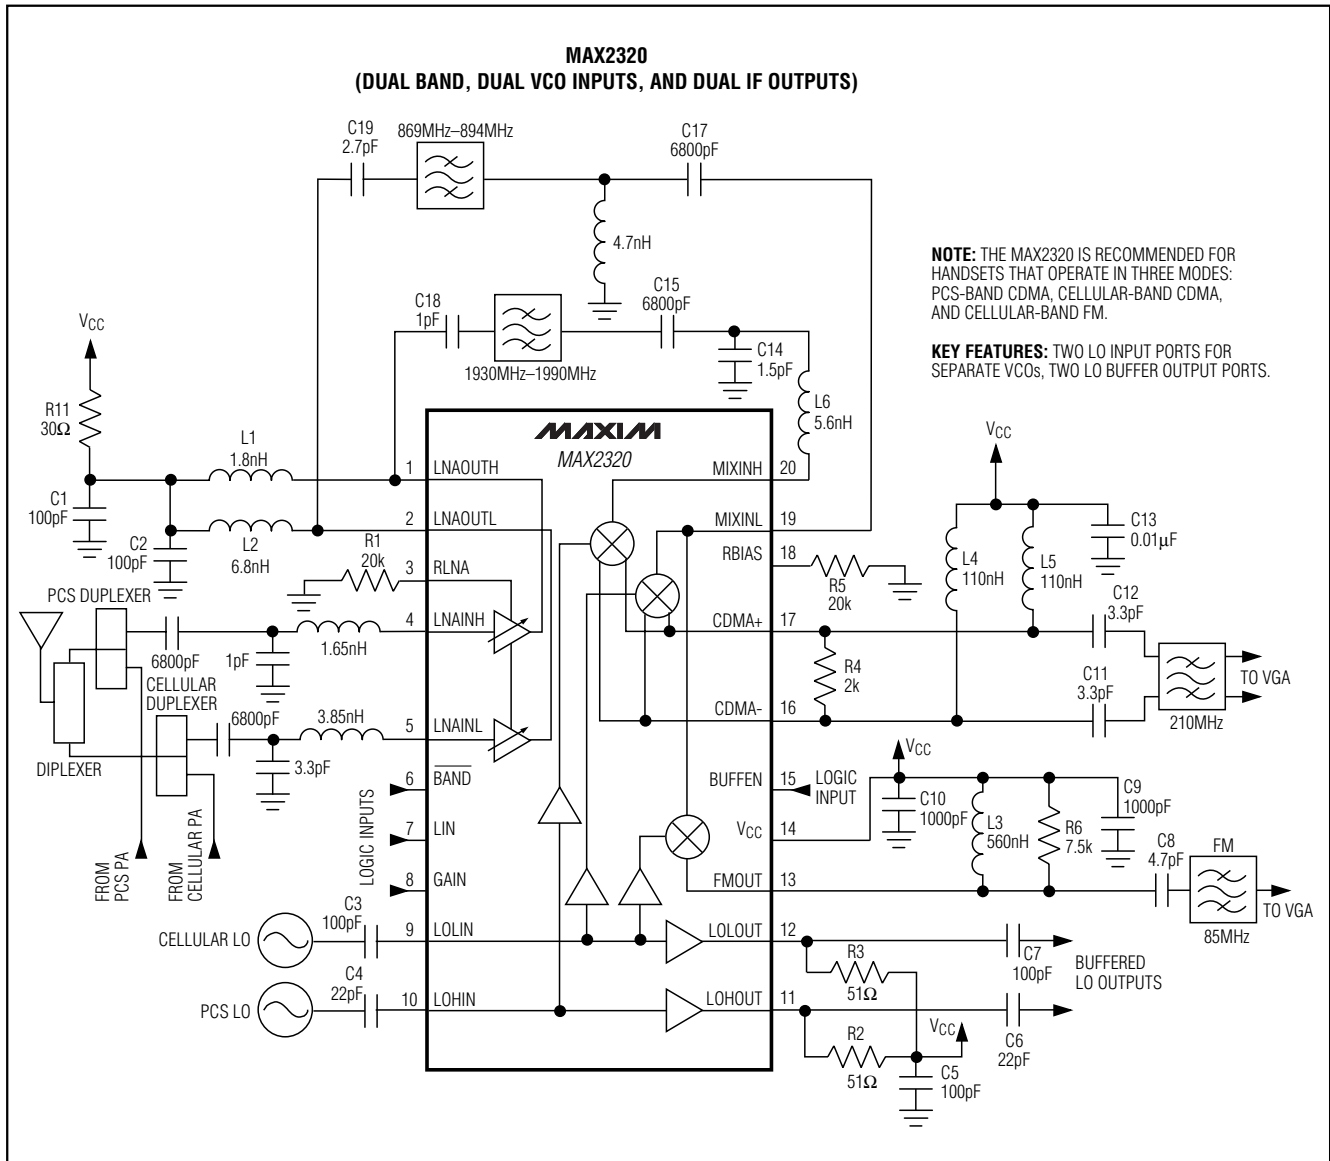 MAX2320
(DUAL BAND, DUAL VCO INPUTS, AND DUAL IF OUTPUTS)
C19
2.7pF
869MHz–894MHz
C17
6800pF
4.7nH
NOTE: THE MAX2320 IS RECOMMENDED FOR
HANDSETS THAT OPERATE IN THREE MODES:
PCS-BAND CDMA, CELLULAR-BAND CDMA,
AND CELLULAR-BAND FM.
KEY FEATURES: TWO LO INPUT PORTS FOR
SEPARATE VCOs, TWO LO BUFFER OUTPUT PORTS.
C18
1pF
C15
6800pF
1930MHz–1990MHz
C14
1.5pF
L6
5.6nH
VCC
R11
30Ω
L1
1.8nH
C1
100pF
C2
100pF
L2
6.8nH
R1
20k
MAXIM
MAX2320
1 LNAOUTH
2 LNAOUTL
3 RLNA
4 LNAINH
5 LNAINL
6 BAND
7 LIN
8 GAIN
9 LOLIN
10 LOHIN
MIXINH 20
MIXINL 19
RBIAS 18
CDMA+ 17
CDMA- 16
BUFFEN 15
VCC 14
FMOUT 13
LOLOUT 12
LOHOUT 11
PCS DUPLEXER
6800pF
1pF
1.65nH
CELLULAR
DUPLEXER
6800pF
3.85nH
3.3pF
DIPLEXER
FROM
PCS PA
FROM
CELLULAR PA
LOGIC INPUTS
C3
100pF
CELLULAR LO
C4
22pF
PCS LO
R5
20k
VCC
L4
110nH
L5
110nH
C13
0.01µF
C12
3.3pF
R4
2k
C11
3.3pF
TO VGA
210MHz
LOGIC
INPUT
VCC
C10
1000pF
L3
560nH
R6
7.5k
C9
1000pF
C8
4.7pF
FM
TO VGA
85MHz
R3
51Ω
C7
100pF
BUFFERED
LO OUTPUTS
R2
51Ω
VCC
C6
22pF
C5
100pF